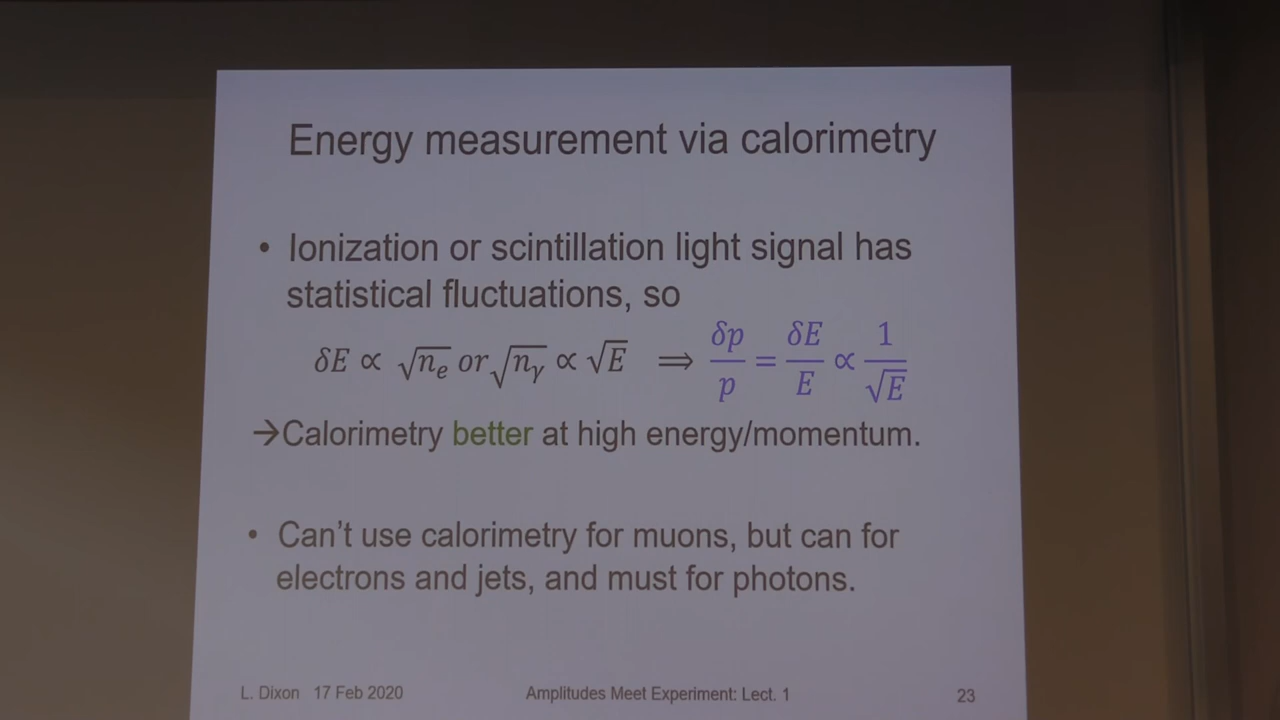 Energy measurement via calorimetry
• Ionization or scintillation light signal has
statistical fluctuations, so
δE ∝ √nₑ or √nᵧ ∝ √E ⟹ δp/p = δE/E ∝ 1/√E
→Calorimetry better at high energy/momentum.
• Can't use calorimetry for muons, but can for
electrons and jets, and must for photons.
L. Dixon 17 Feb 2020 Amplitudes Meet Experiment: Lect. 1 23